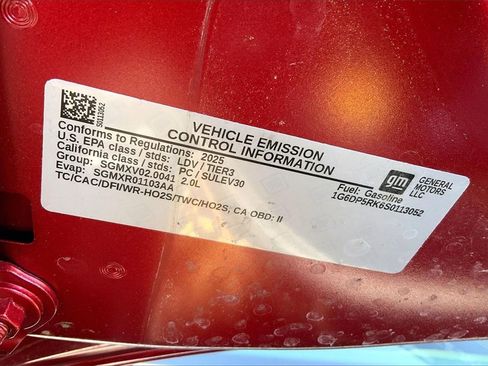 S0113052
VEHICLE EMISSION
CONTROL INFORMATION
Conforms to Regulations: 2025
U.S. EPA class / stds: LDV / TIER3
California class / stds: PC / SULEV30
Group: SGMXV02.0041 2.0L
Evap: SGMXR01103AA
TC/CAC/DFI/WR-HO2S/TWC/HO2S, CA OBD: II
Fuel: Gasoline
1G6DP5RK6S0113052
gm
GENERAL
MOTORS
LLC